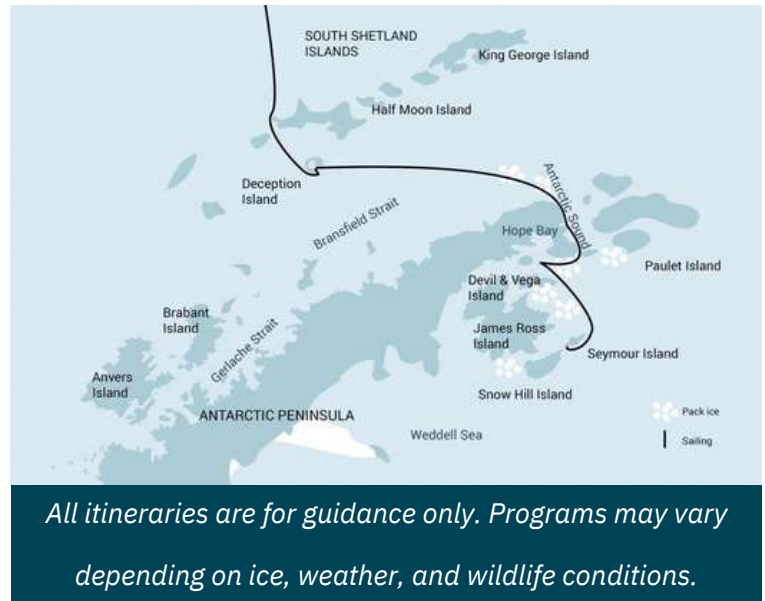 SOUTH SHETLAND
ISLANDS
King George Island
Half Moon Island
Deception
Island
Antarctic Sound
Bransfield Strait
Hope Bay
Paulet Island
Devil & Vega
Island
Brabant
Island
James Ross
Island
Gerlache Strait
Seymour Island
Anvers
Island
Snow Hill Island
ANTARCTIC PENINSULA
Pack ice
Weddell Sea
Sailing
All itineraries are for guidance only. Programs may vary
depending on ice, weather, and wildlife conditions.